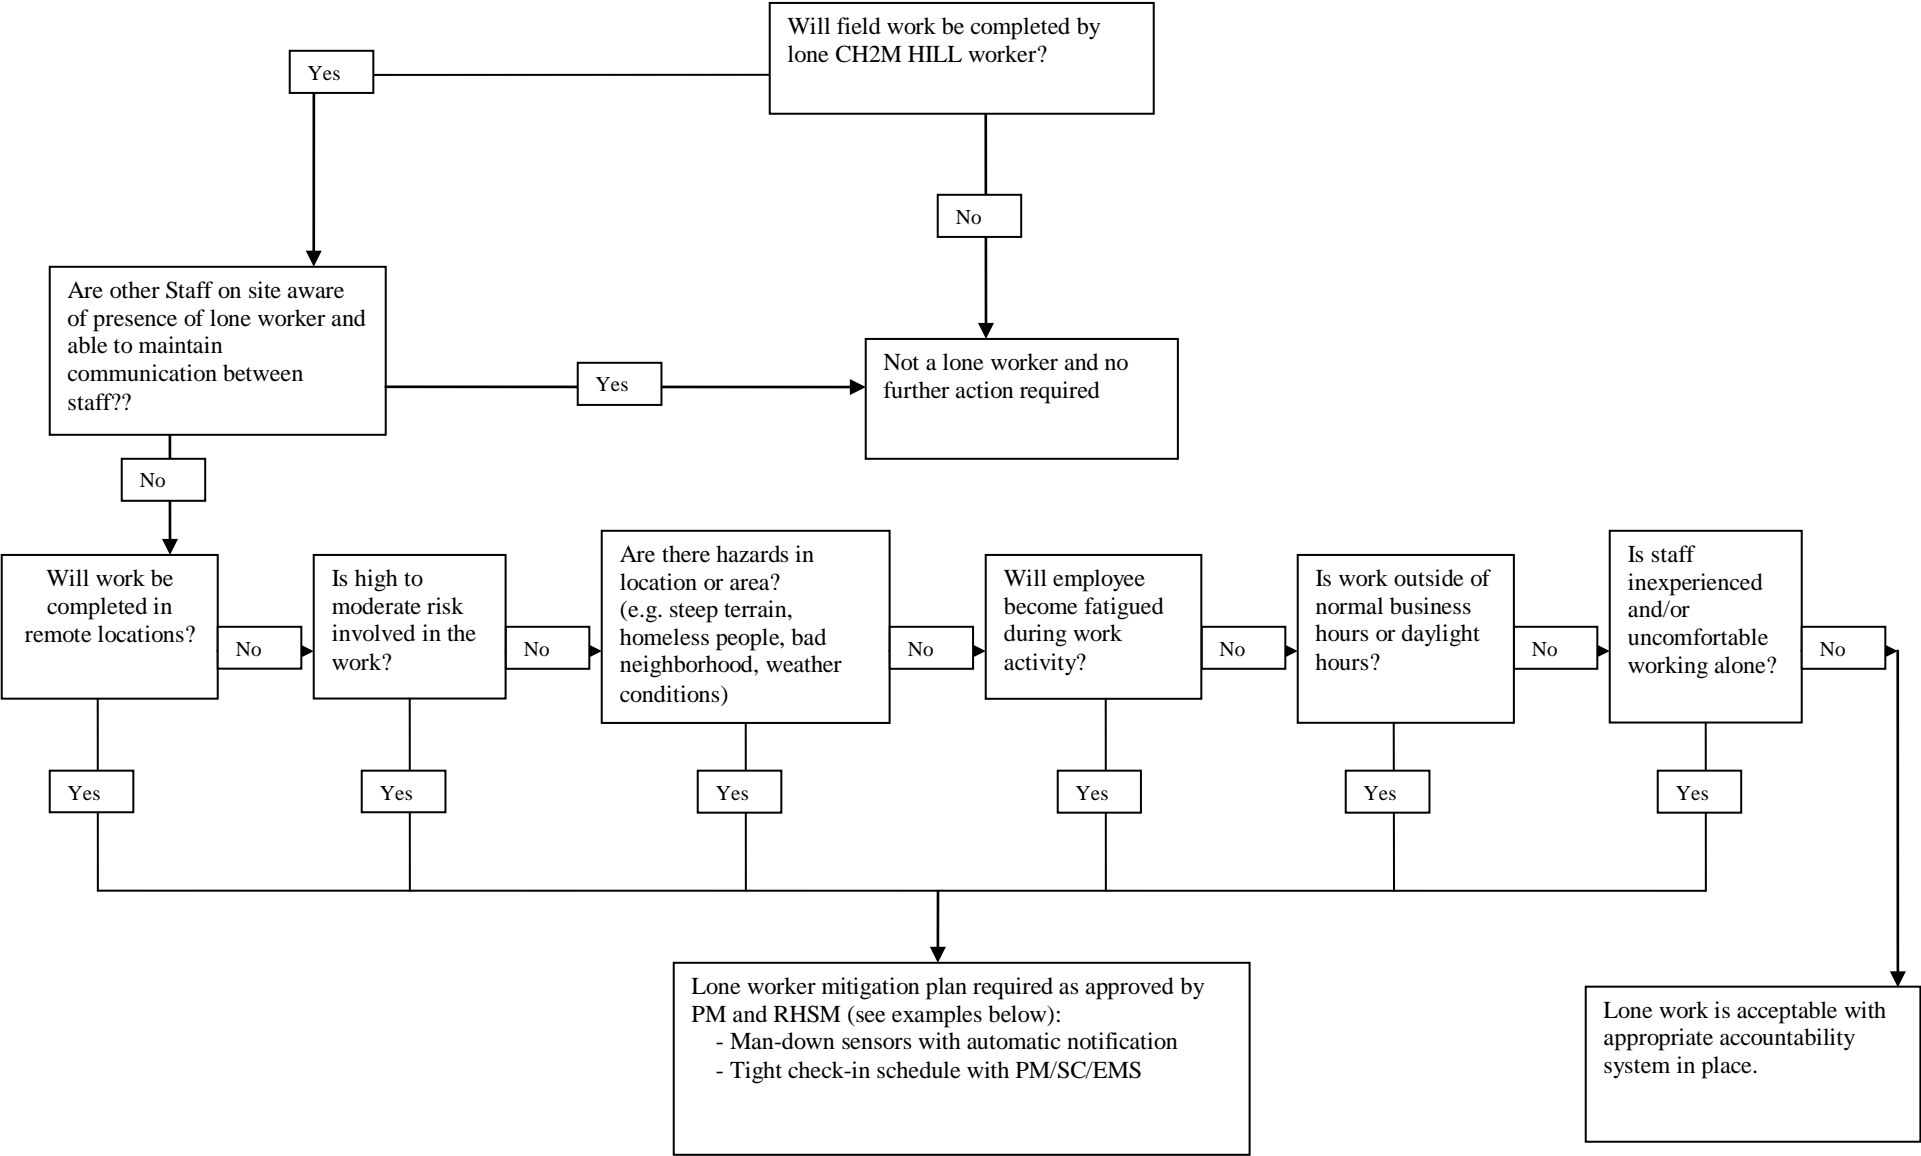 Will field work be completed by
lone CH2M HILL worker?
Yes
No
Are other Staff on site aware
of presence of lone worker and
able to maintain
communication between
staff??
Yes
Not a lone worker and no
further action required
No
Will work be
completed in
remote locations?
No
Is high to
moderate risk
involved in the
work?
No
Are there hazards in
location or area?
(e.g. steep terrain,
homeless people, bad
neighborhood, weather
conditions)
No
Will employee
become fatigued
during work
activity?
No
Is work outside of
normal business
hours or daylight
hours?
No
Is staff
inexperienced
and/or
uncomfortable
working alone?
No
Yes
Yes
Yes
Yes
Yes
Yes
Lone worker mitigation plan required as approved by
PM and RHSM (see examples below):
- Man-down sensors with automatic notification
- Tight check-in schedule with PM/SC/EMS
Lone work is acceptable with
appropriate accountability
system in place.